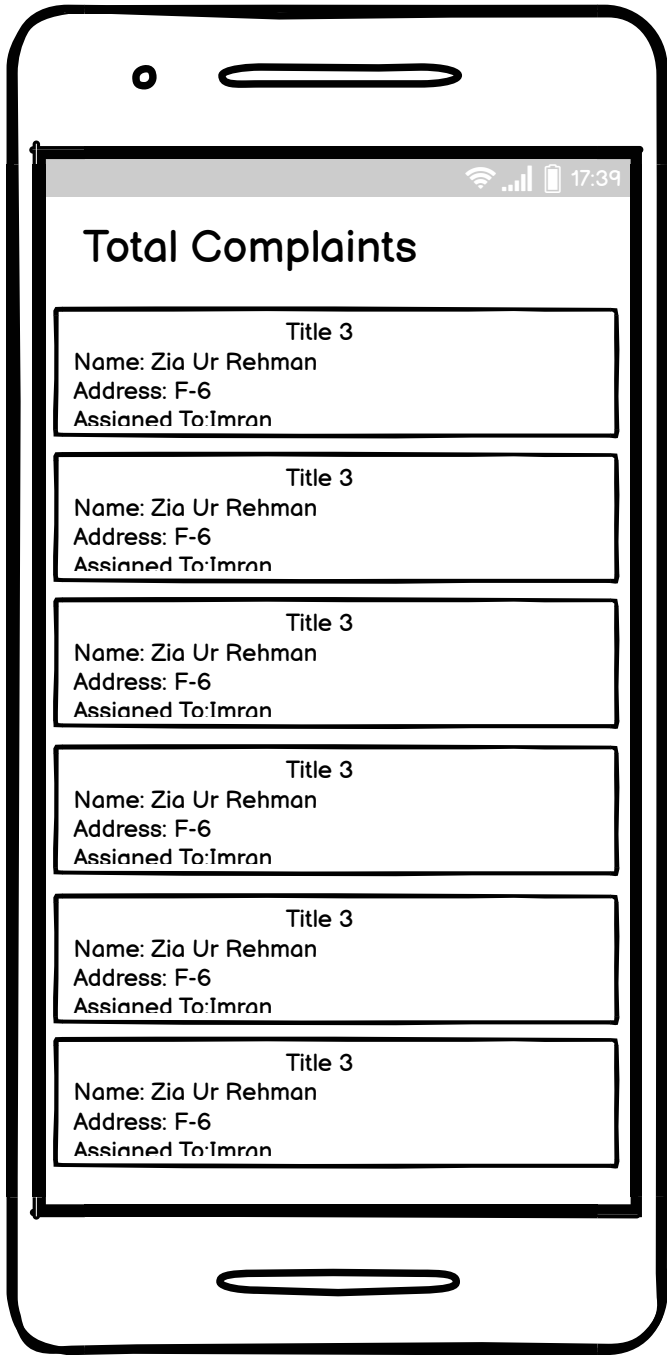 17:39
Total Complaints
Title 3
Name: Zia Ur Rehman
Address: F-6
Assigned To:Imran
Title 3
Name: Zia Ur Rehman
Address: F-6
Assigned To:Imran
Title 3
Name: Zia Ur Rehman
Address: F-6
Assigned To:Imran
Title 3
Name: Zia Ur Rehman
Address: F-6
Assigned To:Imran
Title 3
Name: Zia Ur Rehman
Address: F-6
Assigned To:Imran
Title 3
Name: Zia Ur Rehman
Address: F-6
Assigned To:Imran